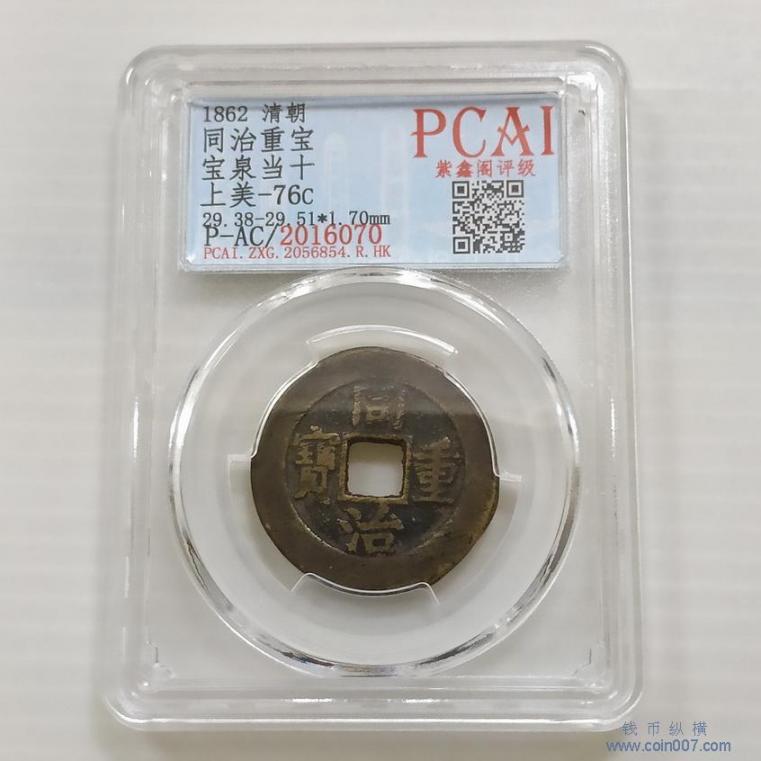 1862 清朝
同治重宝
宝泉当十
上美-76C
29.38-29.51*1.70mm
P-AC/2016070
PCAI.ZXG.2056854.R.HK
PCAI
紫鑫阁评级
同
寶 重
治
钱币纵横
www.coin007.com